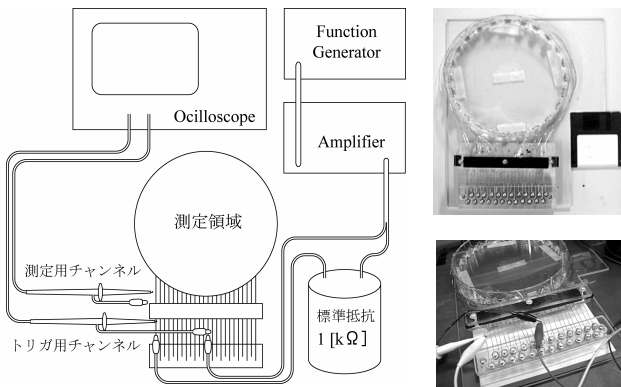 Function
Generator
Ocilloscope
Amplifier
測定領域
測定用チャンネル
トリガ用チャンネル
標準抵抗
1 [kΩ]